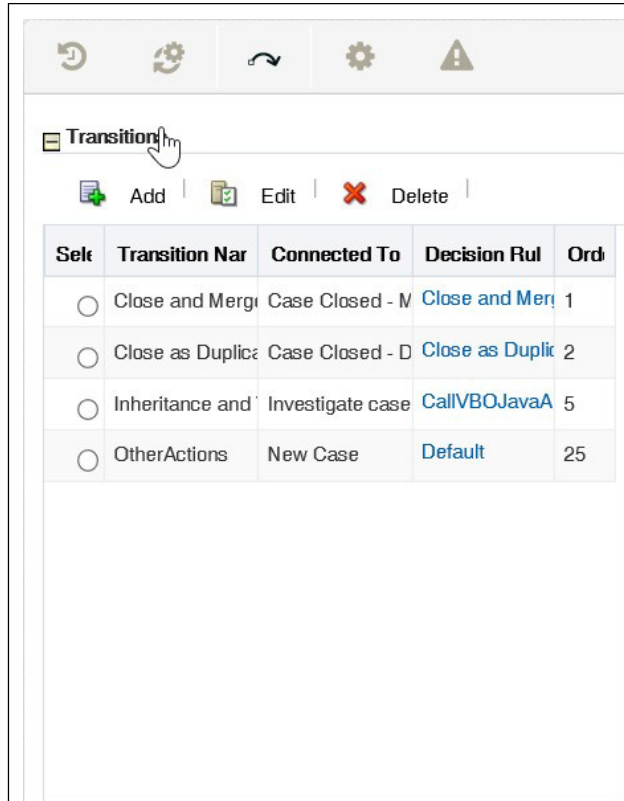 Transition
Add Edit Delete
Sele Transition Nar Connected To Decision Rul Ord
Close and Merg Case Closed - M Close and Mer 1
Close as Duplica Case Closed - D Close as Duplic 2
Inheritance and Investigate case CallVBOJavaA 5
OtherActions New Case Default 25